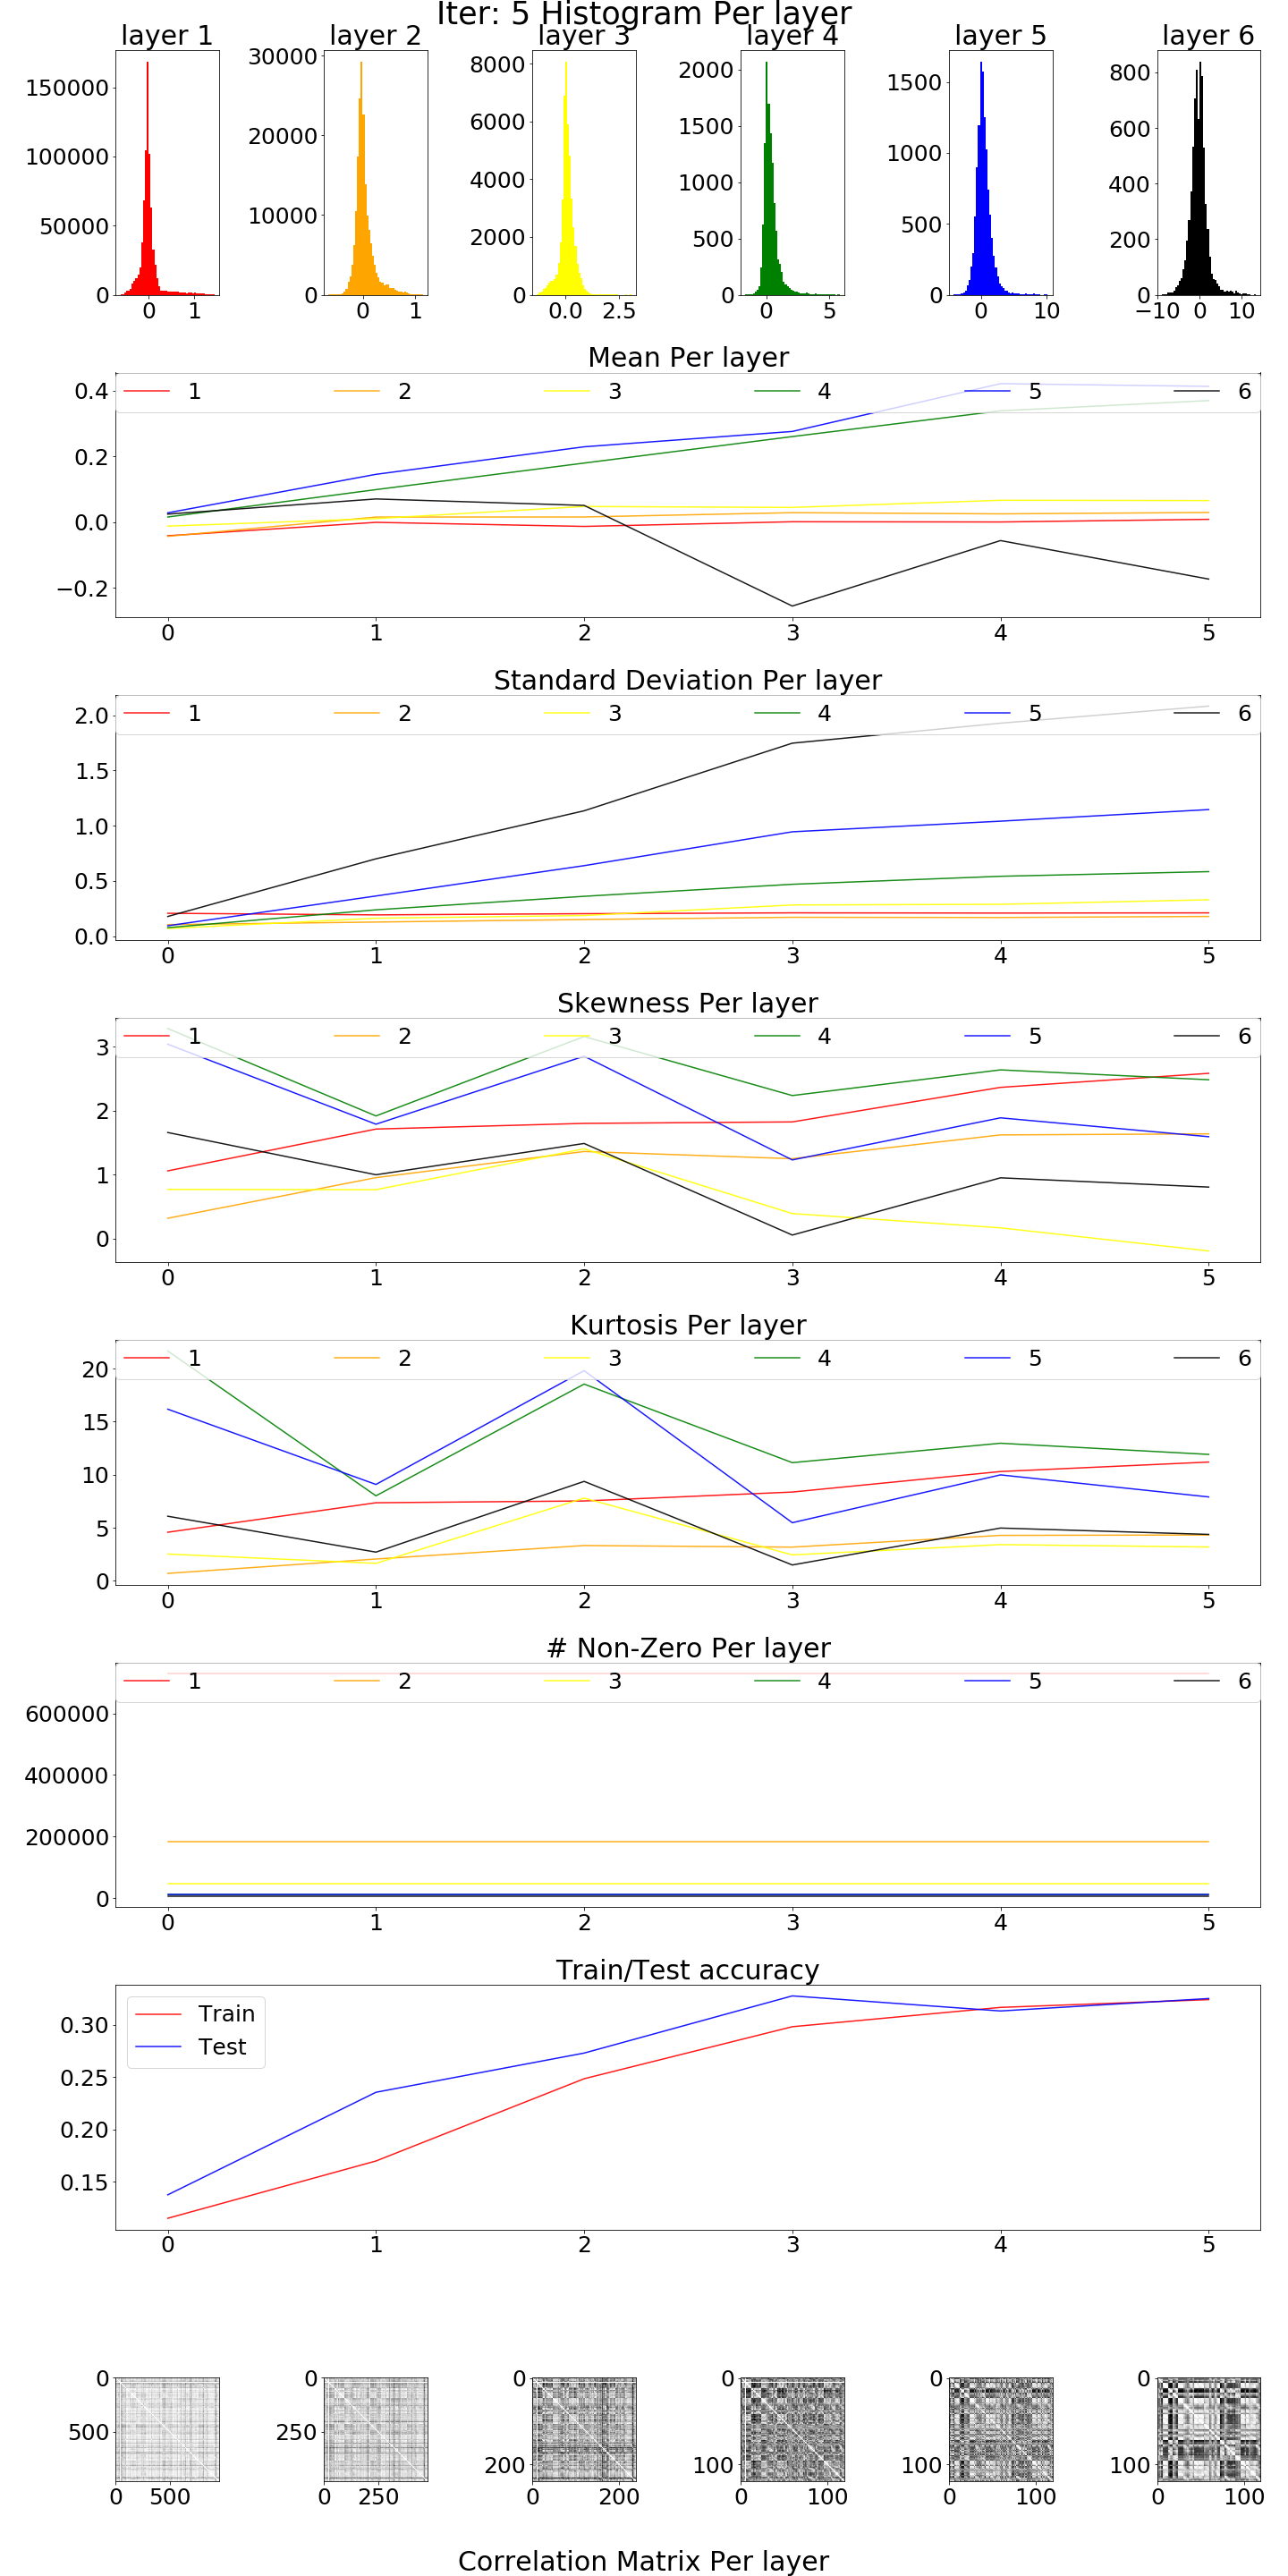 Iter: 5 Histogram Per layer
layer 1 layer 2 layer 3 layer 4 layer 5 layer 6
150000 100000 50000 0
0 1
30000 20000 10000 0
0 1
8000 6000 4000 2000 0
0.0 2.5
2000 1500 1000 500 0
0 5
1500 1000 500 0
0 10
800 600 400 200 0
−10 0 10
Mean Per layer
1 2 3 4 5 6
0.4
0.2
0.0
−0.2
0 1 2 3 4 5
Standard Deviation Per layer
1 2 3 4 5 6
2.0
1.5
1.0
0.5
0.0
0 1 2 3 4 5
Skewness Per layer
1 2 3 4 5 6
3
2
1
0
0 1 2 3 4 5
Kurtosis Per layer
1 2 3 4 5 6
20
15
10
5
0
0 1 2 3 4 5
# Non-Zero Per layer
1 2 3 4 5 6
600000
400000
200000
0
0 1 2 3 4 5
Train/Test accuracy
Train
Test
0.30
0.25
0.20
0.15
0 1 2 3 4 5
0 500
0 500
0 250
0 250
0 200
0 200
0 100
0 100
0 100
0 100
0 100
0 100
Correlation Matrix Per layer